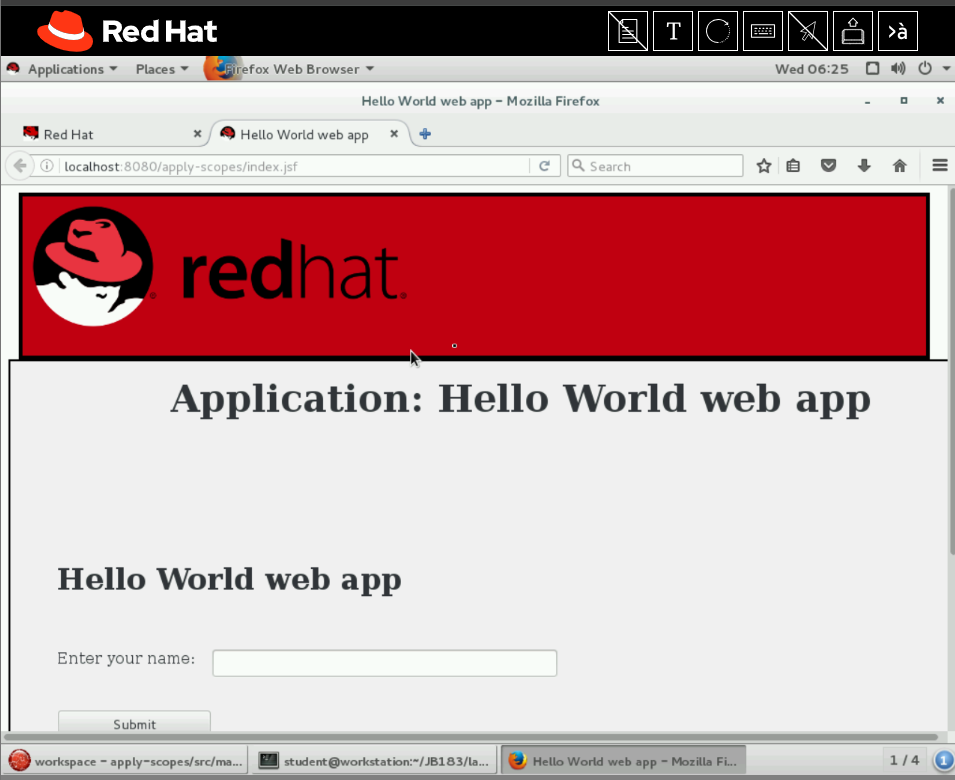 Red Hat
T
>à
Applications Places Firefox Web Browser Wed 06:25
Hello World web app - Mozilla Firefox
Red Hat Hello World web app
localhost:8080/apply-scopes/index.jsf Search
redhat.
Application: Hello World web app
Hello World web app
Enter your name:
Submit
workspace - apply-scopes/src/ma... student@workstation:~/JB183/la... Hello World web app - Mozilla Fi... 1 / 4 1